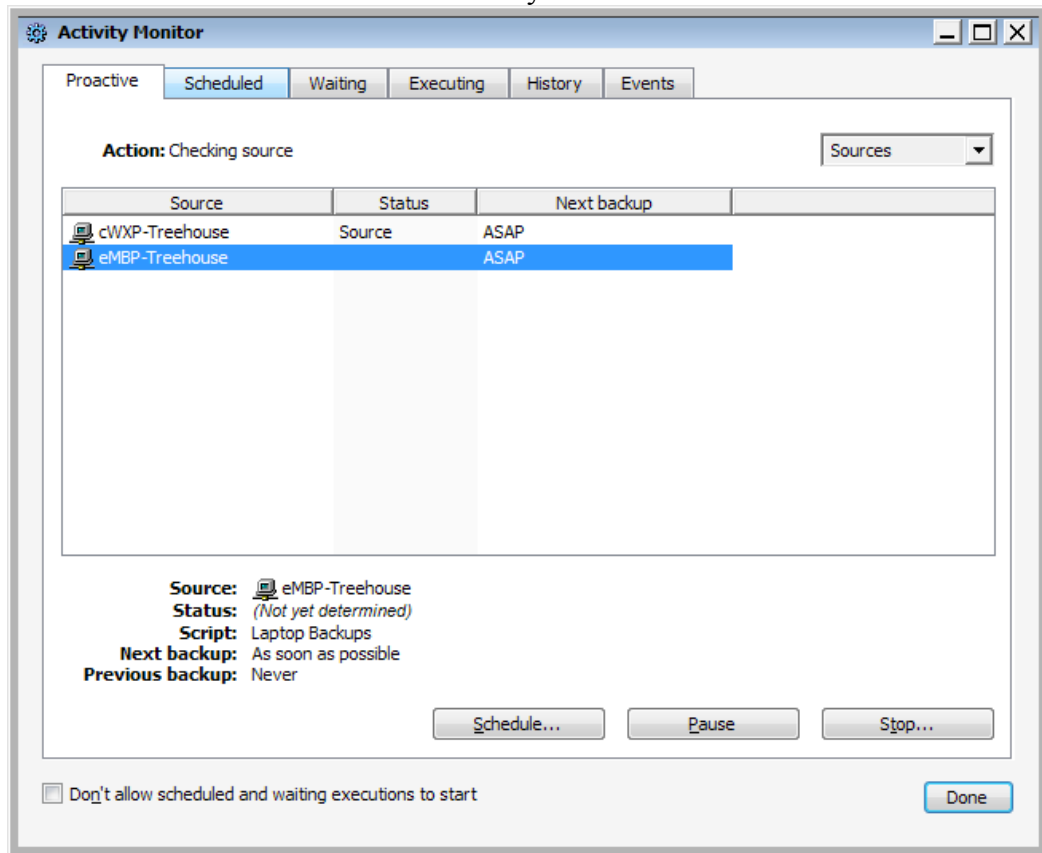 Activity Monitor
Proactive Scheduled Waiting Executing History Events
Action: Checking source Sources
Source Status Next backup
cWXP-Treehouse Source ASAP
eMBP-Treehouse ASAP
Source: eMBP-Treehouse
Status: (Not yet determined)
Script: Laptop Backups
Next backup: As soon as possible
Previous backup: Never
Schedule... Pause Stop...
Don't allow scheduled and waiting executions to start Done